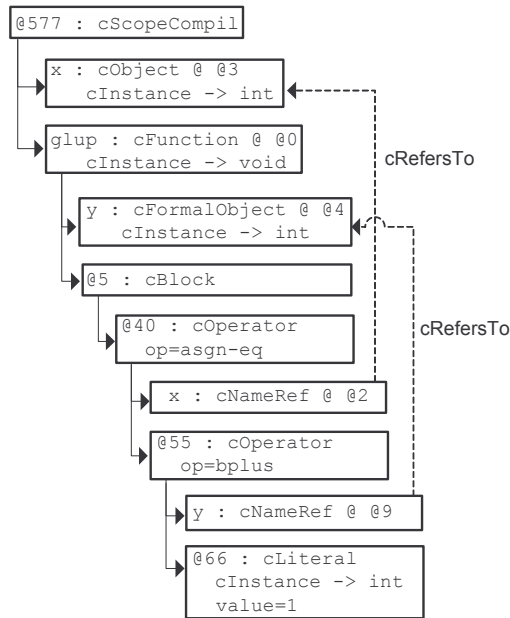 @577 : cScopeCompil
x : cObject @ @3
cInstance -> int
glup : cFunction @ @0
cInstance -> void
cRefersTo
y : cFormalObject @ @4
cInstance -> int
@5 : cBlock
@40 : cOperator
op=asgn-eq
cRefersTo
x : cNameRef @ @2
@55 : cOperator
op=bplus
y : cNameRef @ @9
@66 : cLiteral
cInstance -> int
value=1